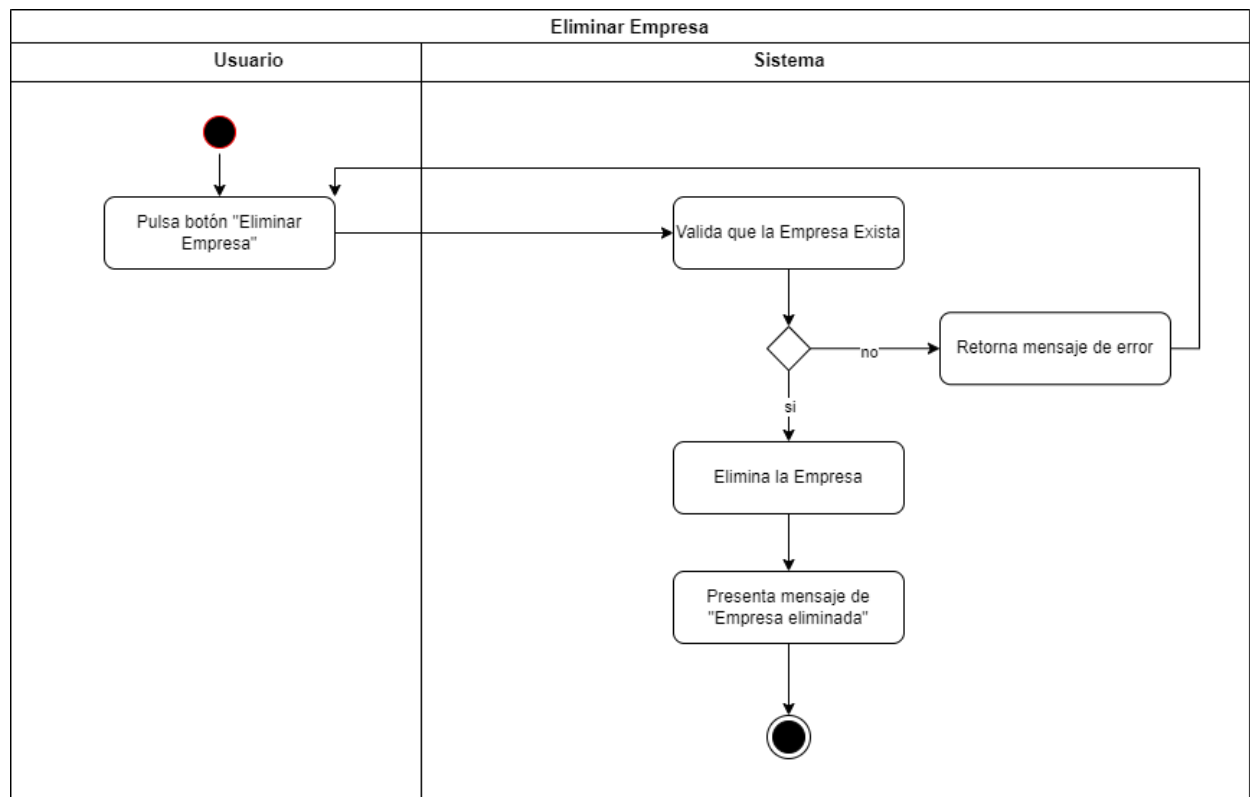 Eliminar Empresa
Usuario
Sistema
Pulsa botón "Eliminar
Empresa"
Valida que la Empresa Exista
no
Retorna mensaje de error
si
Elimina la Empresa
Presenta mensaje de
"Empresa eliminada"